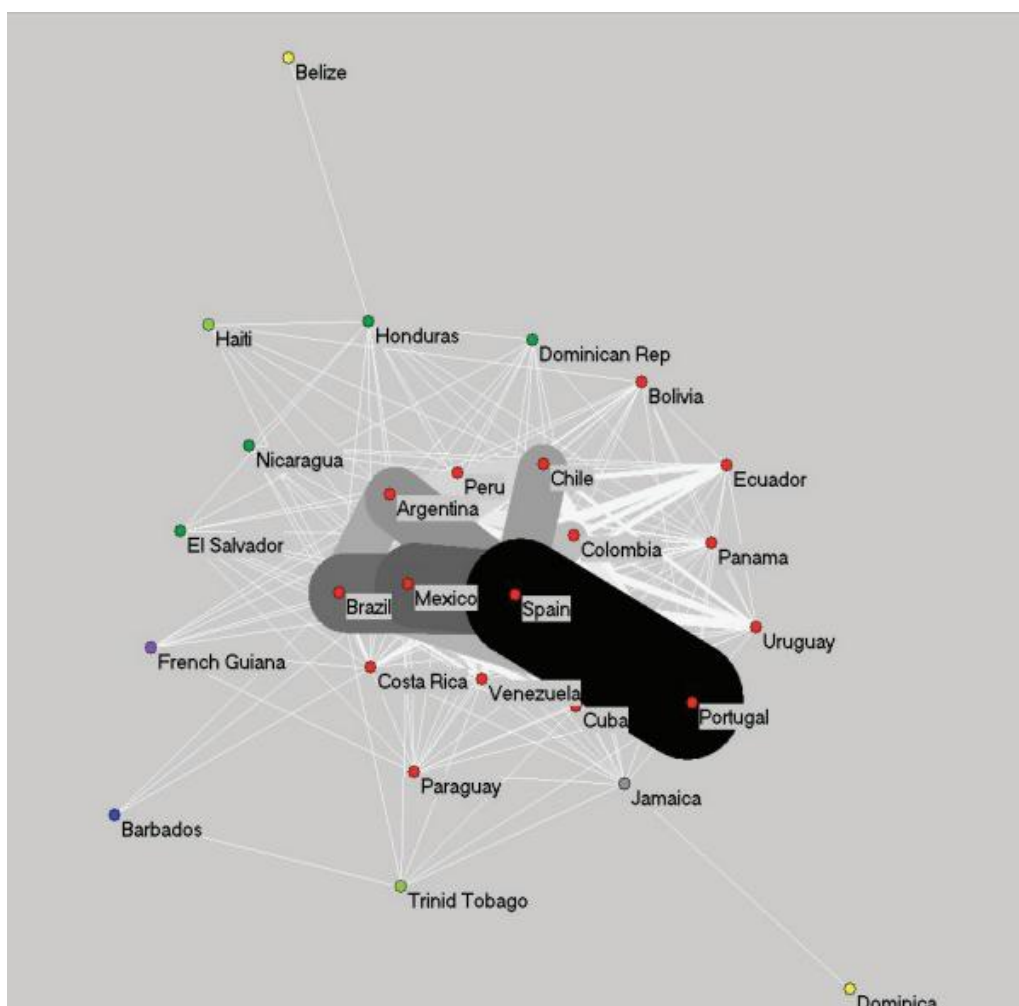 Belize
Haiti
Honduras
Dominican Rep
Bolivia
Nicaragua
Peru
Chile
Ecuador
Argentina
El Salvador
Colombia
Panama
Brazil
Mexico
Spain
Uruguay
French Guiana
Costa Rica
Venezuela
Cuba
Portugal
Paraguay
Jamaica
Barbados
Trinid Tobago
Dominica